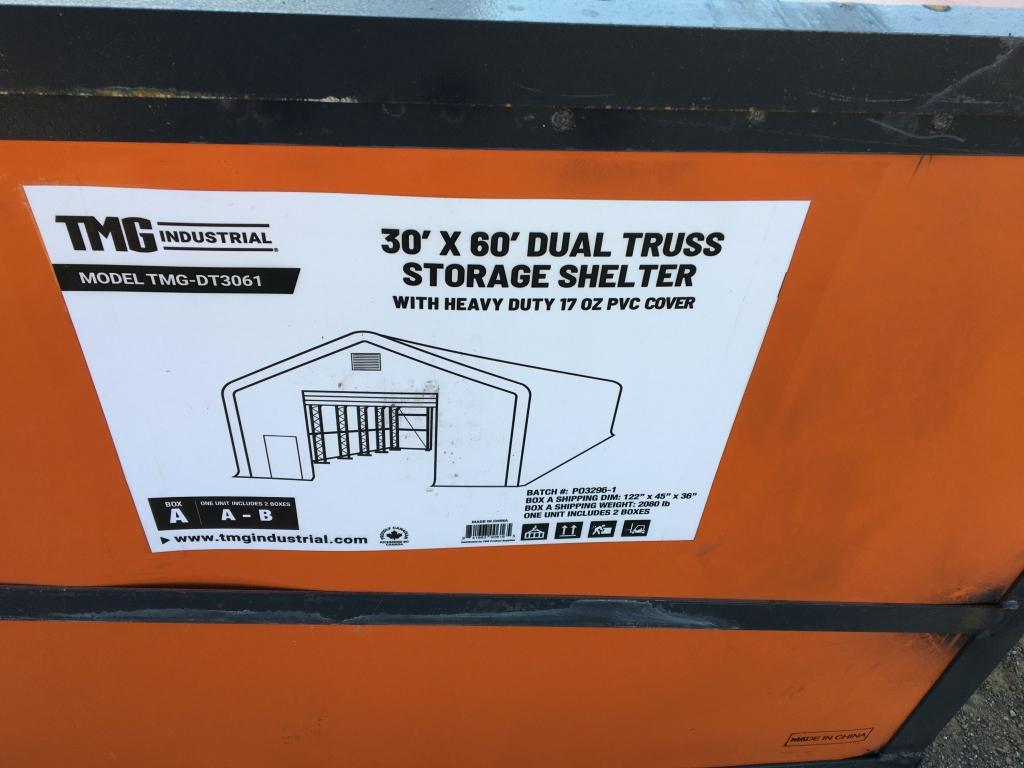 TMG INDUSTRIAL
MODEL TMG-DT3061
30' X 60' DUAL TRUSS
STORAGE SHELTER
WITH HEAVY DUTY 17 OZ PVC COVER
BATCH #: P03296-1
BOX A SHIPPING DIM: 122" x 45" x 36"
BOX A SHIPPING WEIGHT: 2080 lb
ONE UNIT INCLUDES 2 BOXES
BOX
A
ONE UNIT INCLUDES 2 BOXES
A - B
www.tmgindustrial.com
CANADA
MADE IN CHINA
MADE IN CHINA